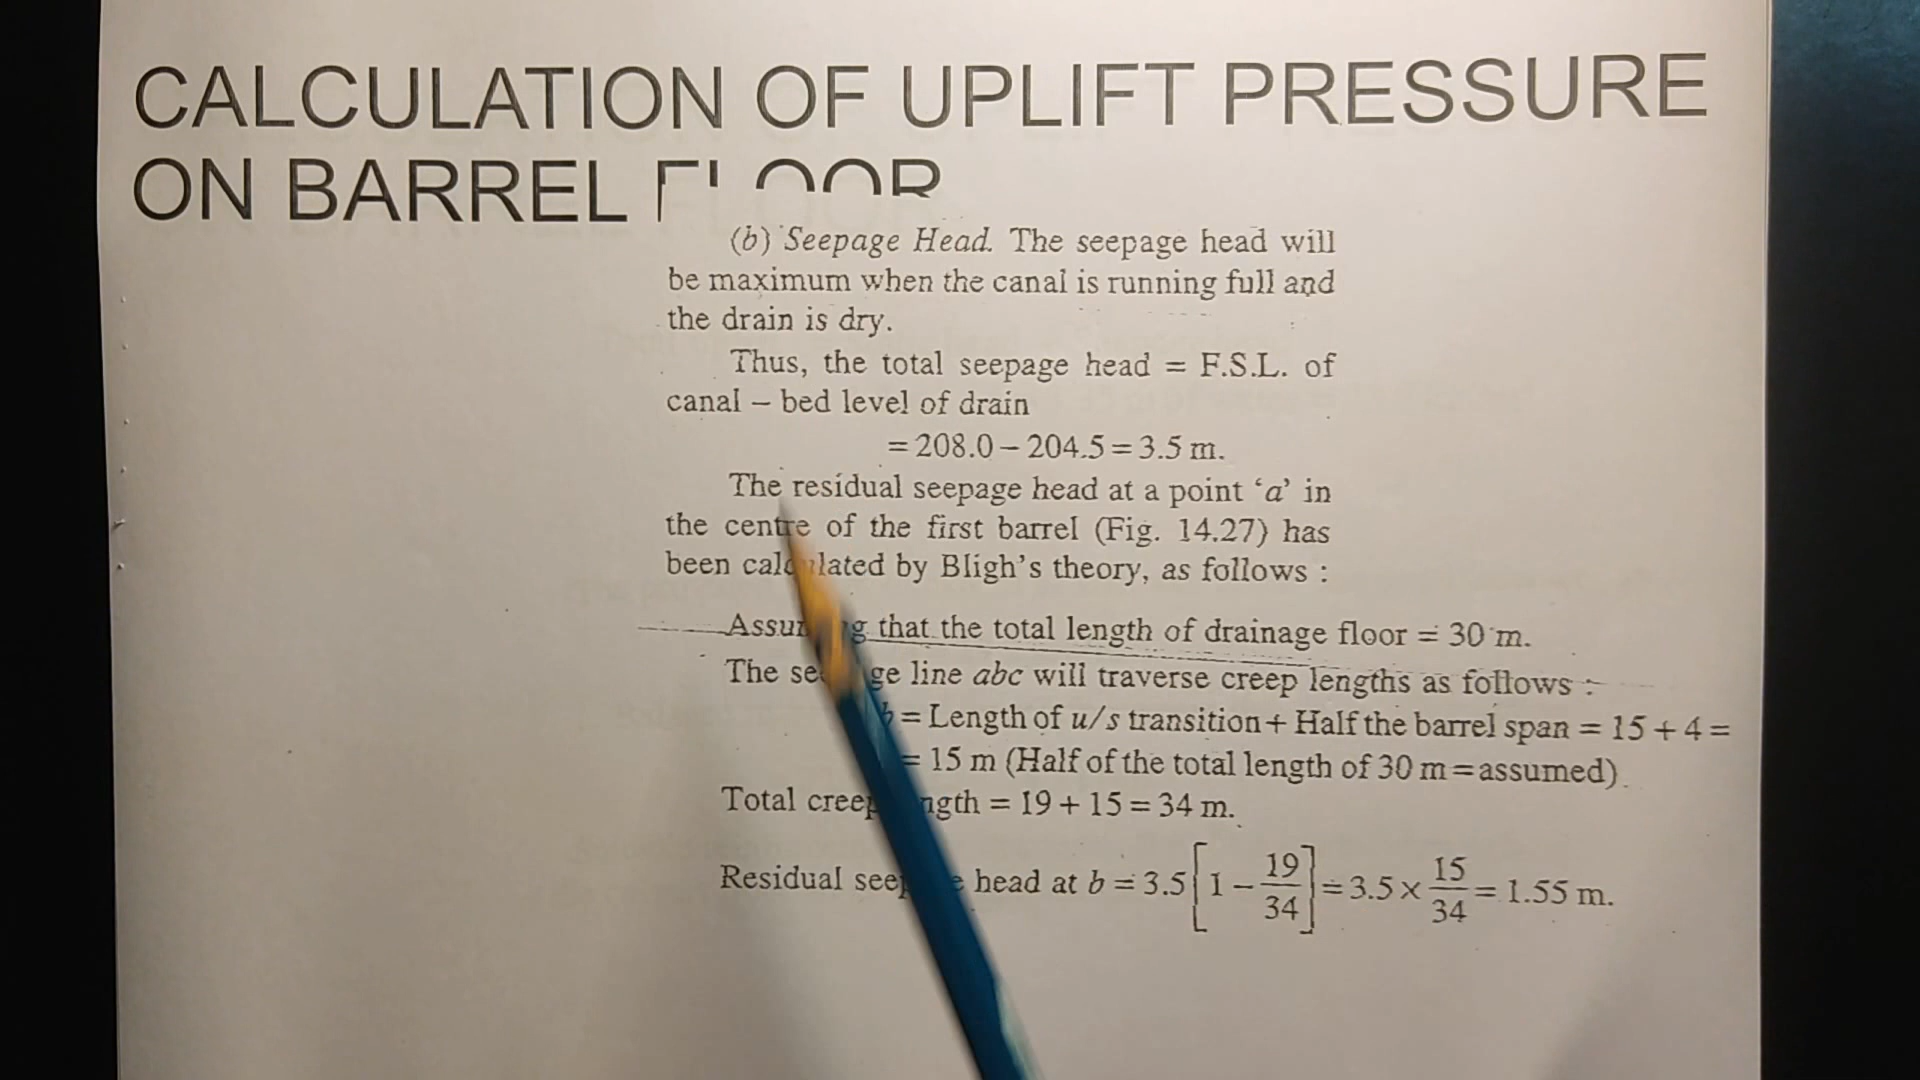 CALCULATION OF UPLIFT PRESSURE
ON BARREL FLOOR
(b) Seepage Head. The seepage head will
be maximum when the canal is running full and
the drain is dry.
Thus, the total seepage head = F.S.L. of
canal – bed level of drain
= 208.0 – 204.5 = 3.5 m.
The residual seepage head at a point ‘a’ in
the centre of the first barrel (Fig. 14.27) has
been calculated by Bligh’s theory, as follows :
Assuming that the total length of drainage floor = 30 m.
The seepage line abc will traverse creep lengths as follows :
b = Length of u/s transition + Half the barrel span = 15 + 4 =
= 15 m (Half of the total length of 30 m = assumed).
Total creep length = 19 + 15 = 34 m.
Residual seepage head at b = 3.5 [1 – 19/34] = 3.5 × 15/34 = 1.55 m.